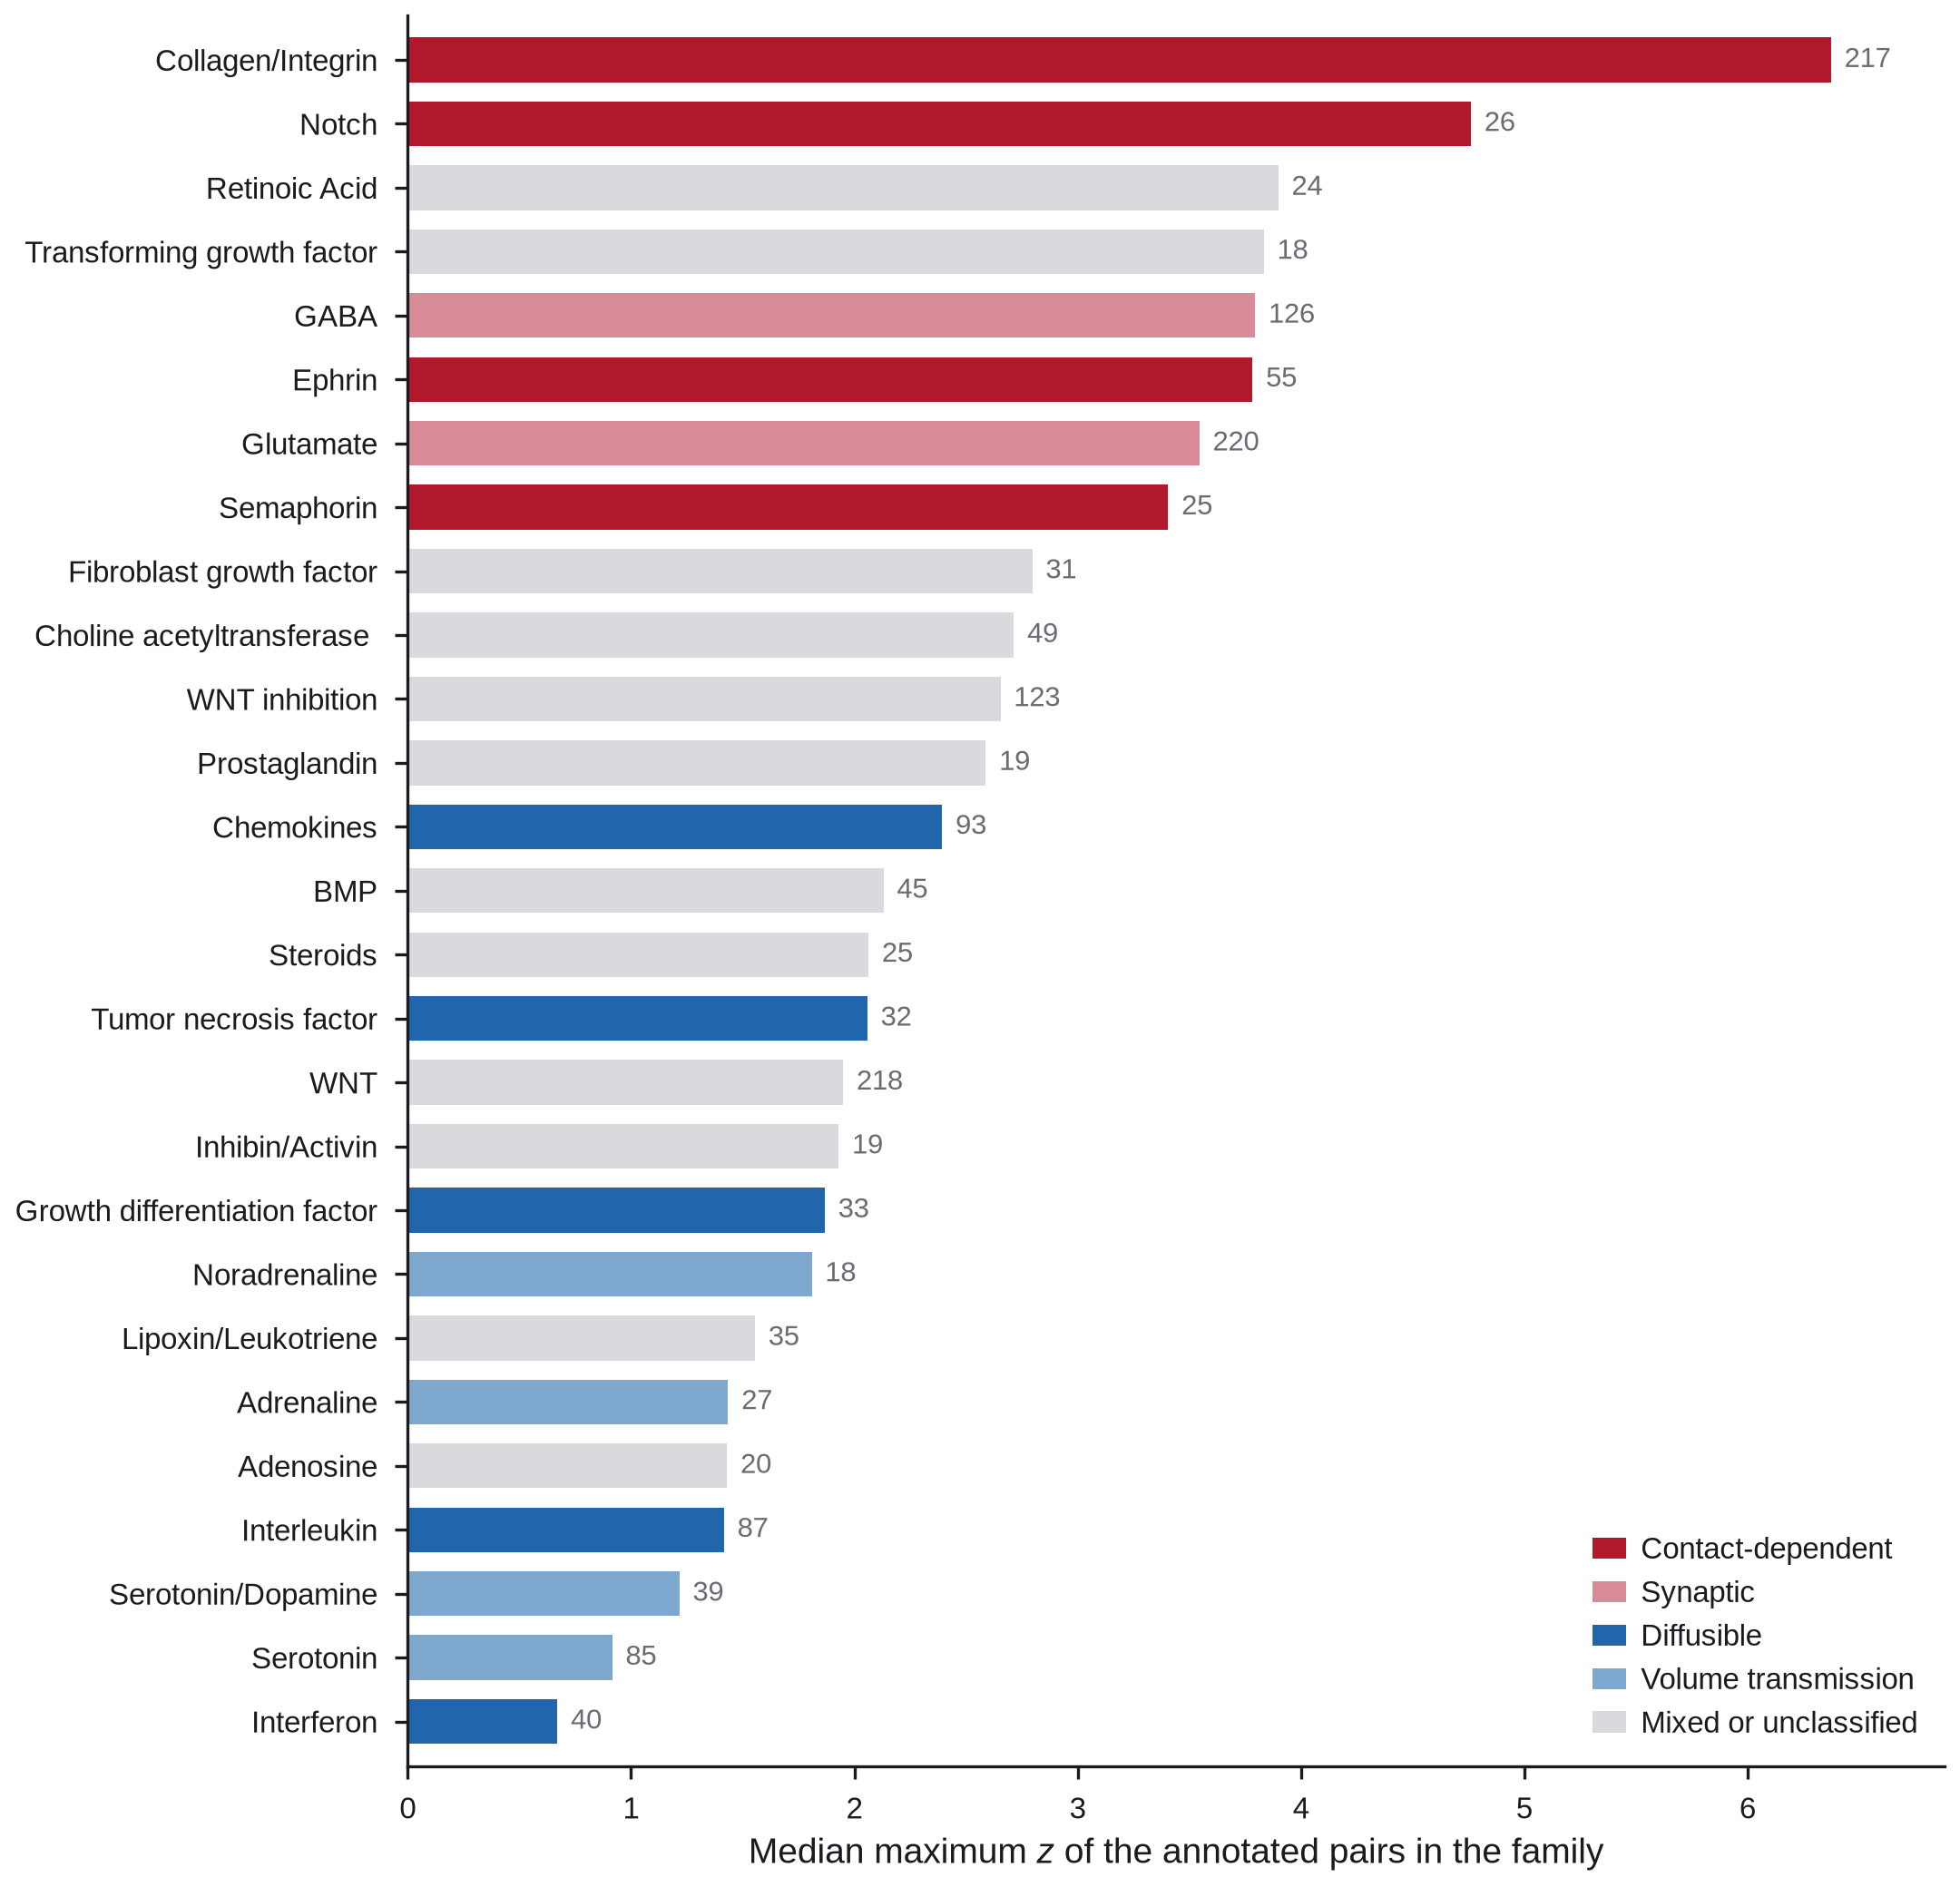 Collagen/Integrin 217
Notch 26
Retinoic Acid 24
Transforming growth factor 18
GABA 126
Ephrin 55
Glutamate 220
Semaphorin 25
Fibroblast growth factor 31
Choline acetyltransferase 49
WNT inhibition 123
Prostaglandin 19
Chemokines 93
BMP 45
Steroids 25
Tumor necrosis factor 32
WNT 218
Inhibin/Activin 19
Growth differentiation factor 33
Noradrenaline 18
Lipoxin/Leukotriene 35
Adrenaline 27
Adenosine 20
Interleukin 87
Serotonin/Dopamine 39
Serotonin 85
Interferon 40
Contact-dependent
Synaptic
Diffusible
Volume transmission
Mixed or unclassified
0 1 2 3 4 5 6
Median maximum z of the annotated pairs in the family